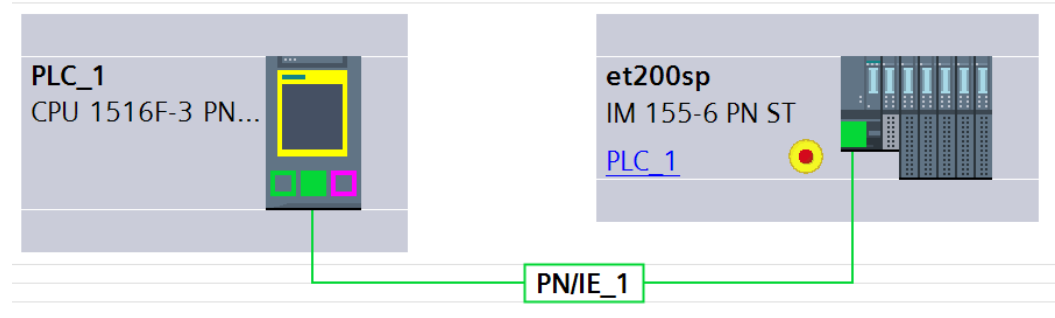 PLC_1
CPU 1516F-3 PN...
et200sp
IM 155-6 PN ST
PLC_1
PN/IE_1